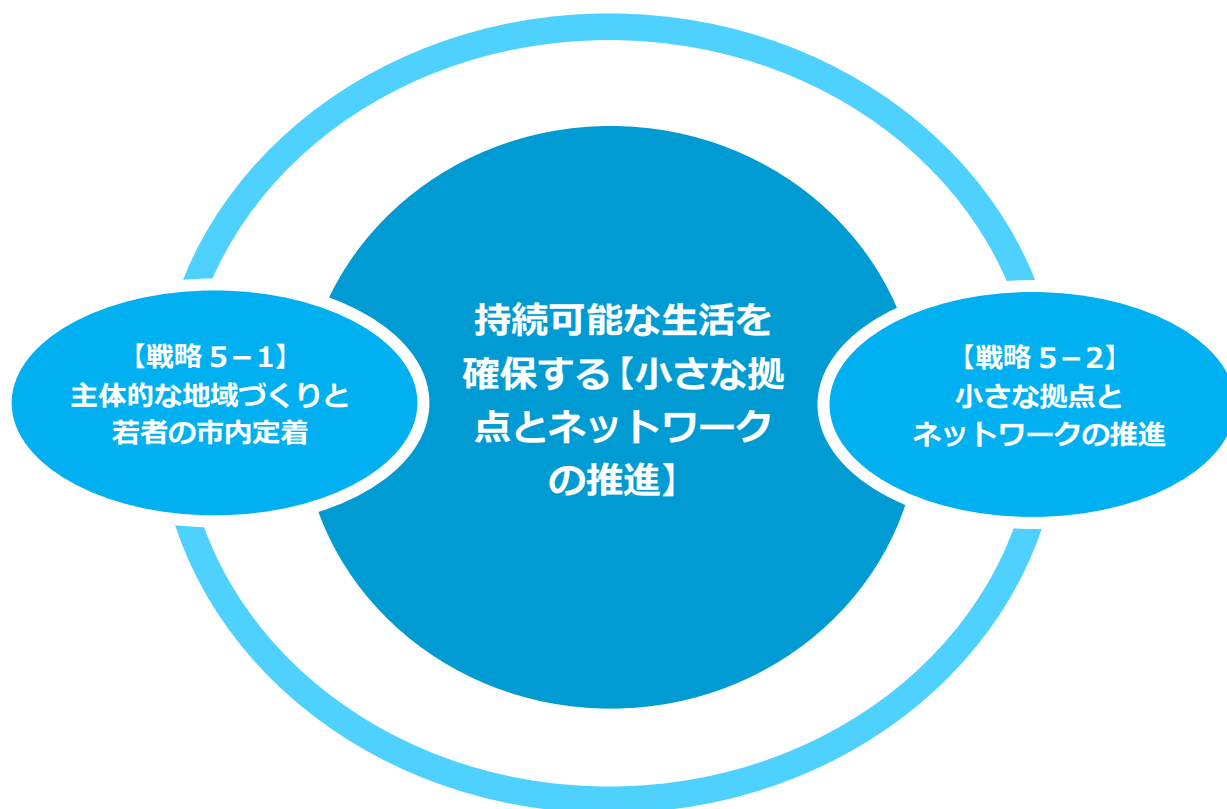 【戦略 5－1】
主体的な地域づくりと
若者の市内定着
持続可能な生活を
確保する【小さな拠
点とネットワーク
の推進】
【戦略 5－2】
小さな拠点と
ネットワークの推進